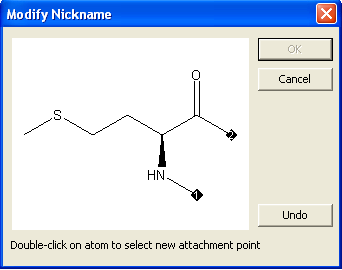 Modify Nickname
OK
Cancel
O
S
2
HN
1
Undo
Double-click on atom to select new attachment point